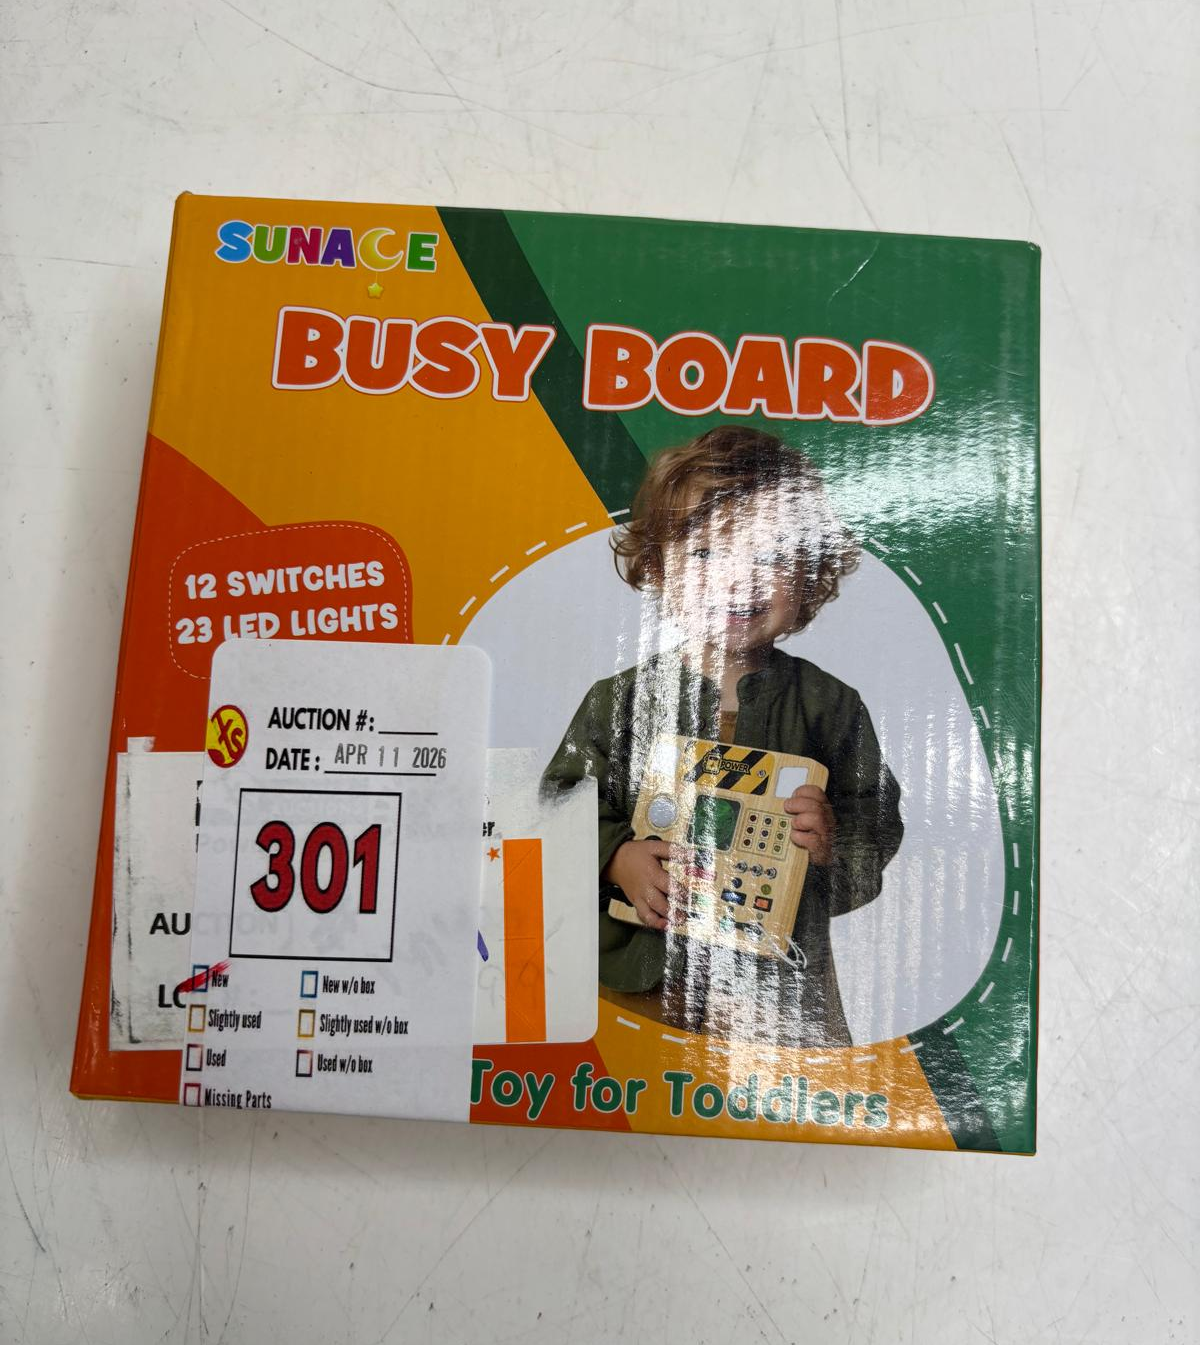 SUNACE
BUSY BOARD
12 SWITCHES
23 LED LIGHTS
AUCTION #:
DATE: APR 11 2026
301
POWER
New
New w/o box
Slightly used
Slightly used w/o box
Used
Used w/o box
Missing Parts
Toy for Toddlers